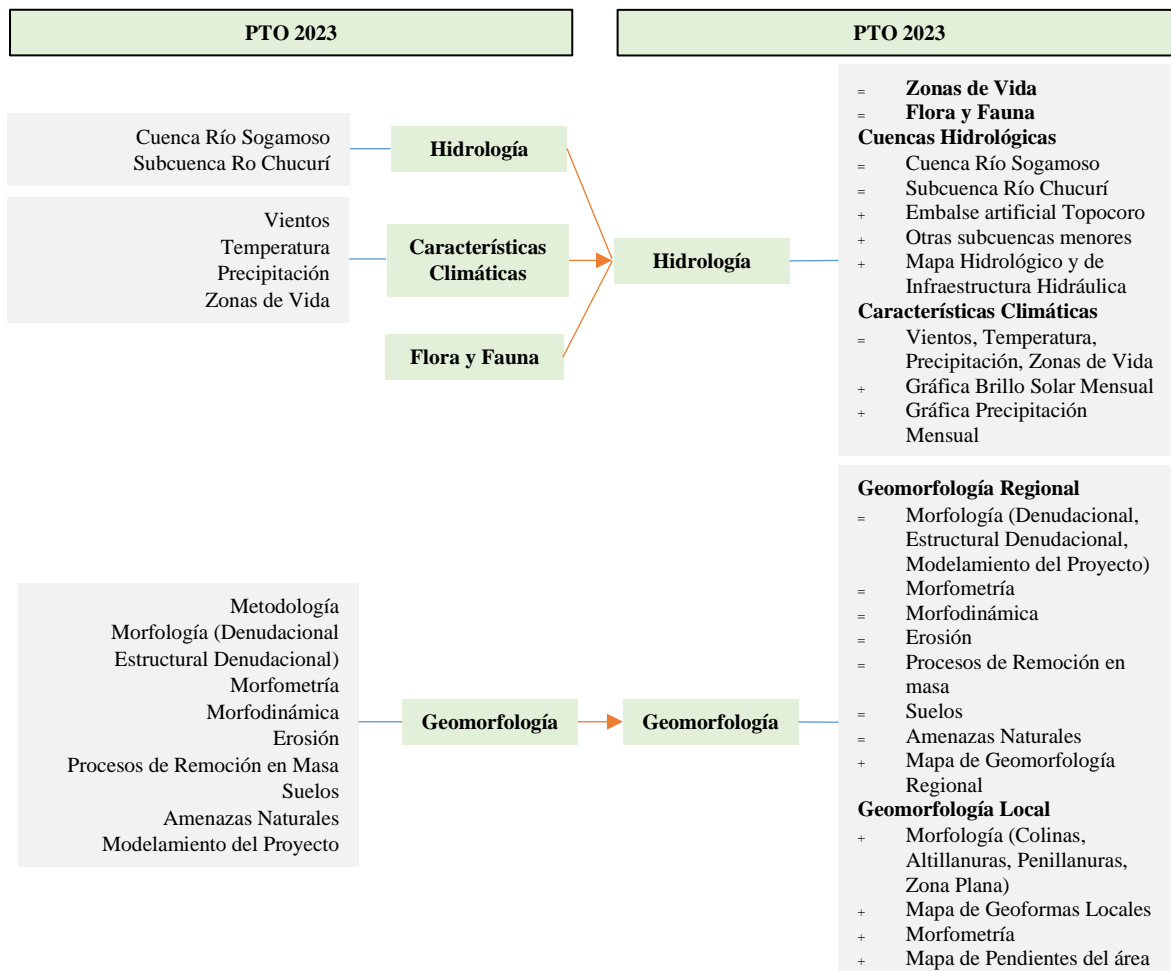 PTO 2023
PTO 2023
Cuenca Río Sogamoso
Subcuenca Ro Chucurí
Hidrología
Vientos
Temperatura
Precipitación
Zonas de Vida
Características
Climáticas
Flora y Fauna
Hidrología
= Zonas de Vida
= Flora y Fauna
Cuencas Hidrológicas
= Cuenca Río Sogamoso
= Subcuenca Río Chucurí
+ Embalse artificial Topocoro
+ Otras subcuencas menores
+ Mapa Hidrológico y de
Infraestructura Hidráulica
Características Climáticas
= Vientos, Temperatura,
Precipitación, Zonas de Vida
+ Gráfica Brillo Solar Mensual
+ Gráfica Precipitación
Mensual
Metodología
Morfología (Denudacional
Estructural Denudacional)
Morfometría
Morfodinámica
Erosión
Procesos de Remoción en Masa
Suelos
Amenazas Naturales
Modelamiento del Proyecto
Geomorfología
Geomorfología
Geomorfología Regional
= Morfología (Denudacional,
Estructural Denudacional,
Modelamiento del Proyecto)
= Morfometría
= Morfodinámica
= Erosión
= Procesos de Remoción en
masa
= Suelos
= Amenazas Naturales
+ Mapa de Geomorfología
Regional
Geomorfología Local
+ Morfología (Colinas,
Altillanuras, Penillanuras,
Zona Plana)
+ Mapa de Geoformas Locales
+ Morfometría
+ Mapa de Pendientes del área